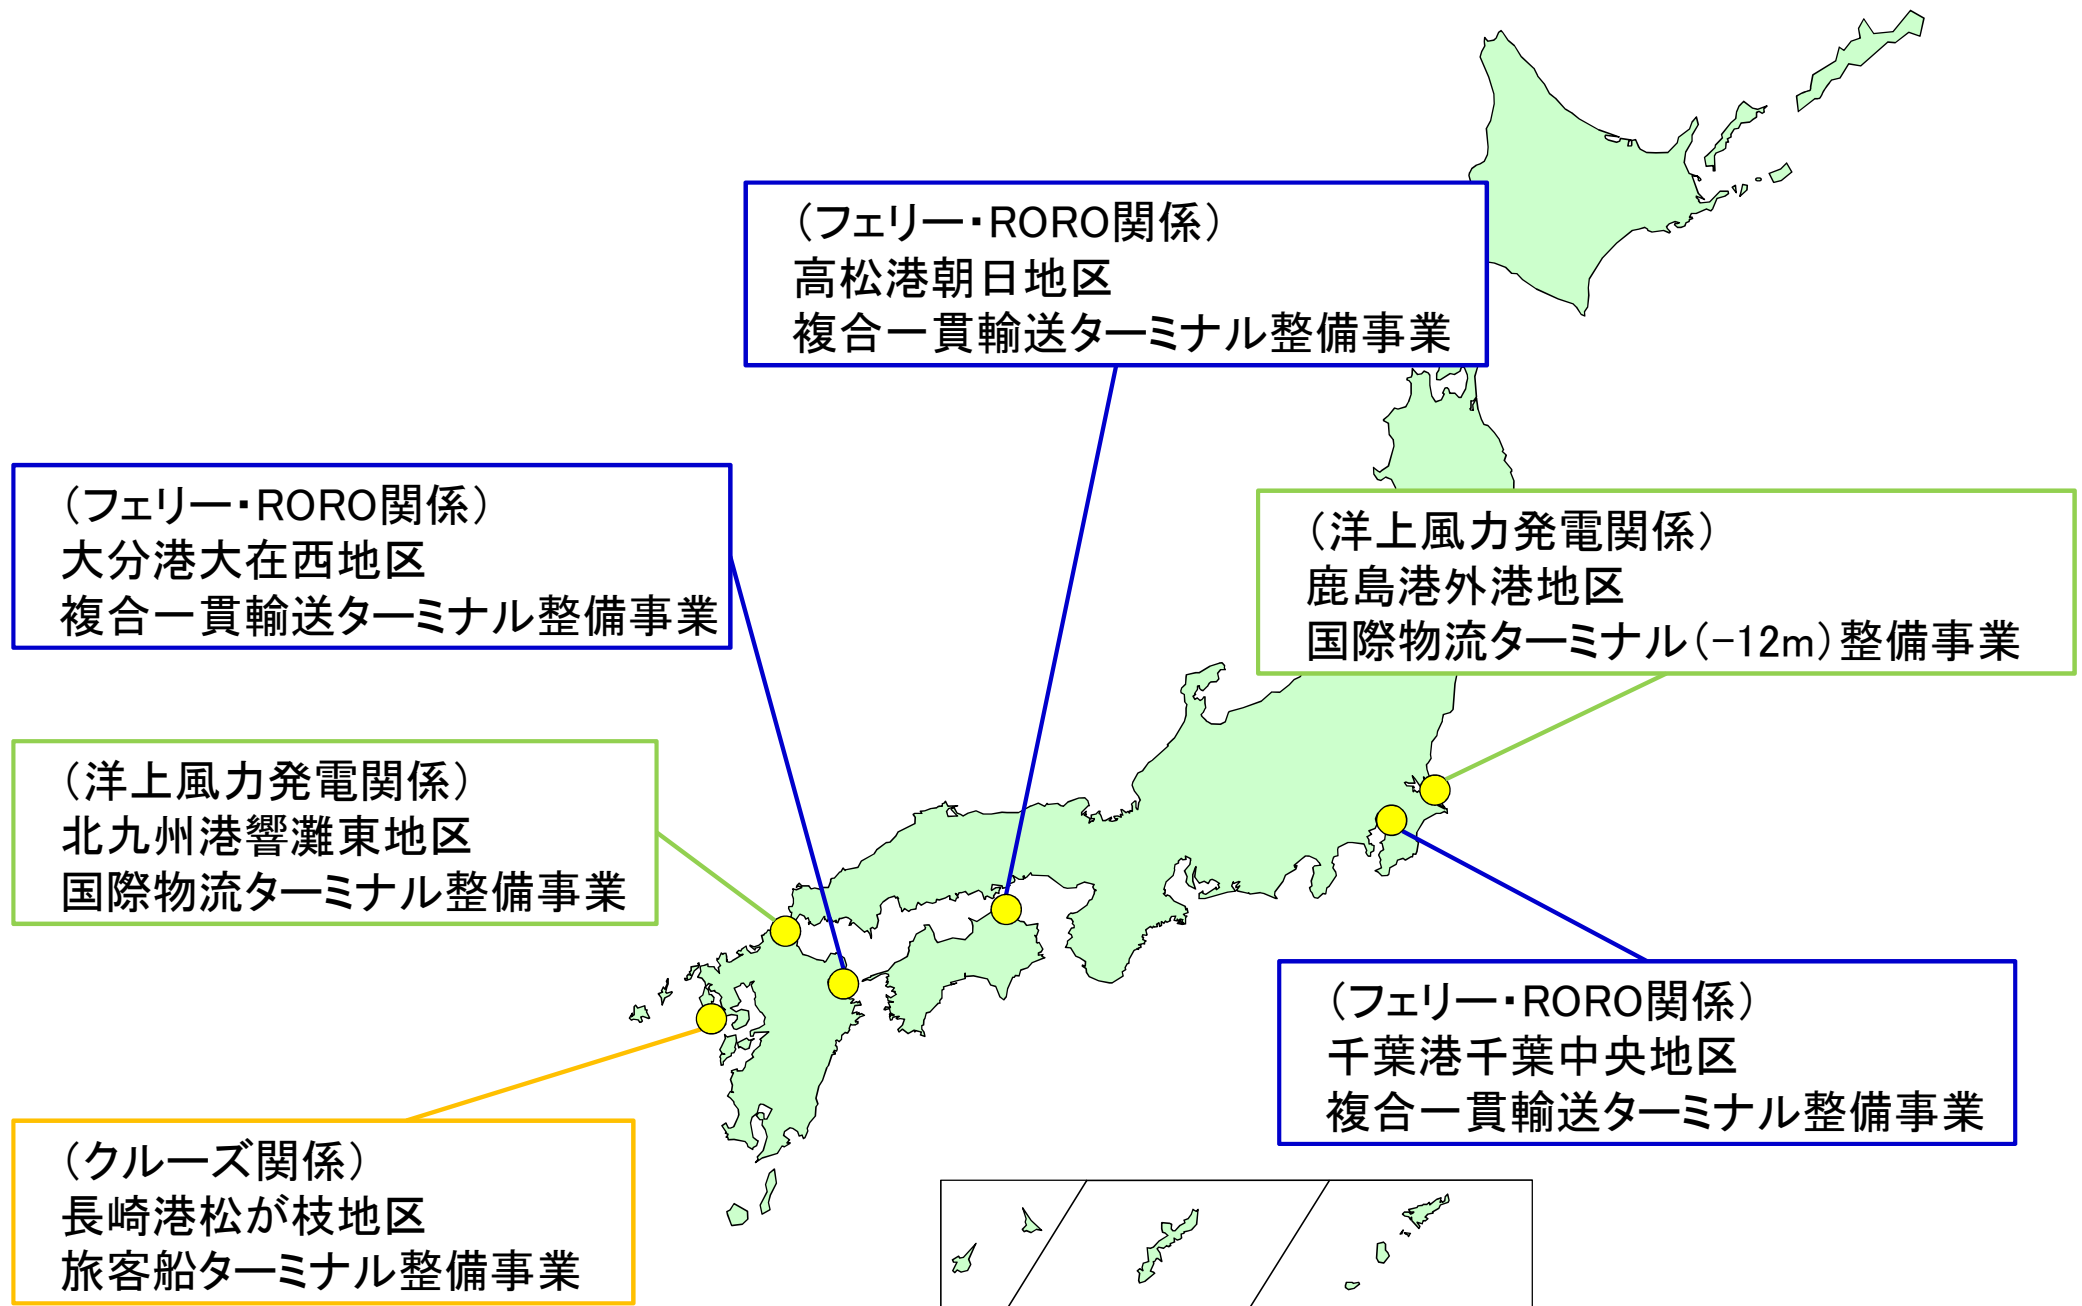 （フェリー・RORO関係）
高松港朝日地区
複合一貫輸送ターミナル整備事業
（フェリー・RORO関係）
大分港大在西地区
複合一貫輸送ターミナル整備事業
（洋上風力発電関係）
鹿島港外港地区
国際物流ターミナル（-12m）整備事業
（洋上風力発電関係）
北九州港響灘東地区
国際物流ターミナル整備事業
（フェリー・RORO関係）
千葉港千葉中央地区
複合一貫輸送ターミナル整備事業
（クルーズ関係）
長崎港松が枝地区
旅客船ターミナル整備事業